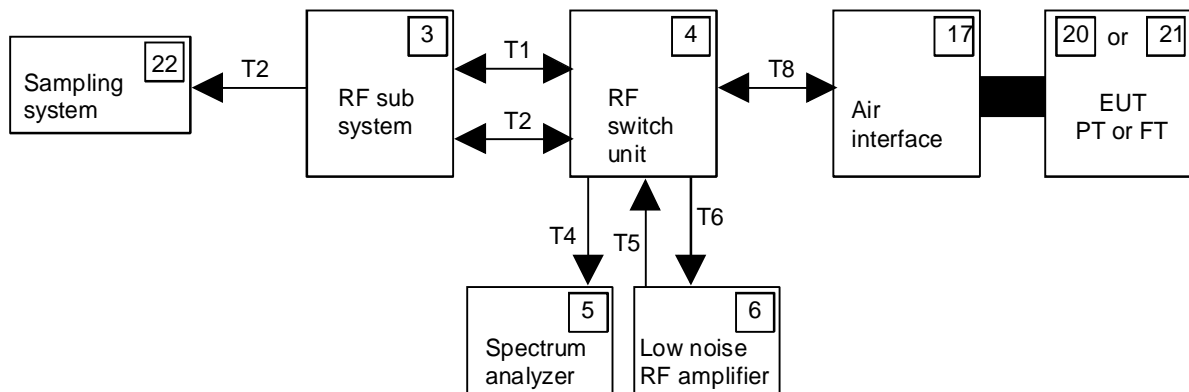 3
4
17
20 or 21
22
T2
T1
T8
Sampling
system
RF sub
system
T2
RF
switch
unit
Air
interface
EUT
PT or FT
T4
T5
T6
5
6
Spectrum
analyzer
Low noise
RF amplifier